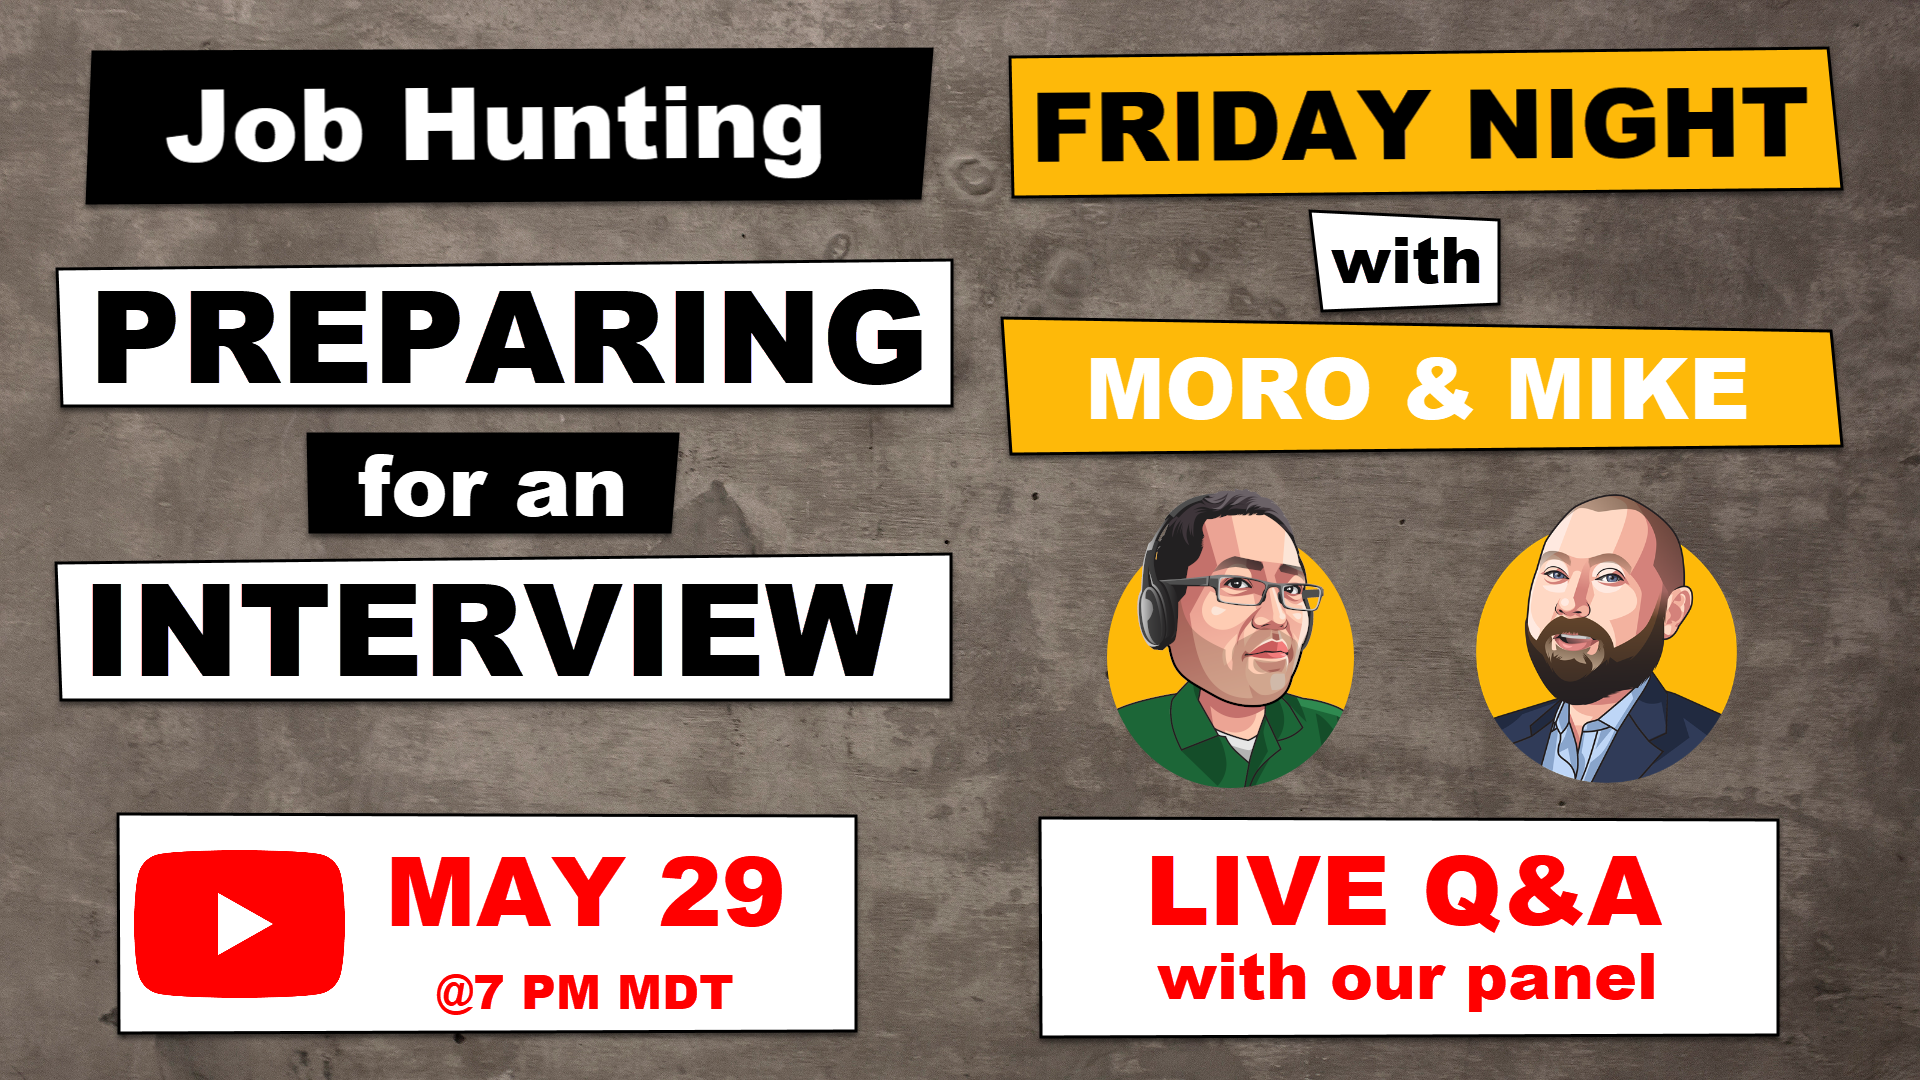 Job Hunting
PREPARING
for an
INTERVIEW
MAY 29
@7 PM MDT
FRIDAY NIGHT
with
MORO & MIKE
LIVE Q&A
with our panel